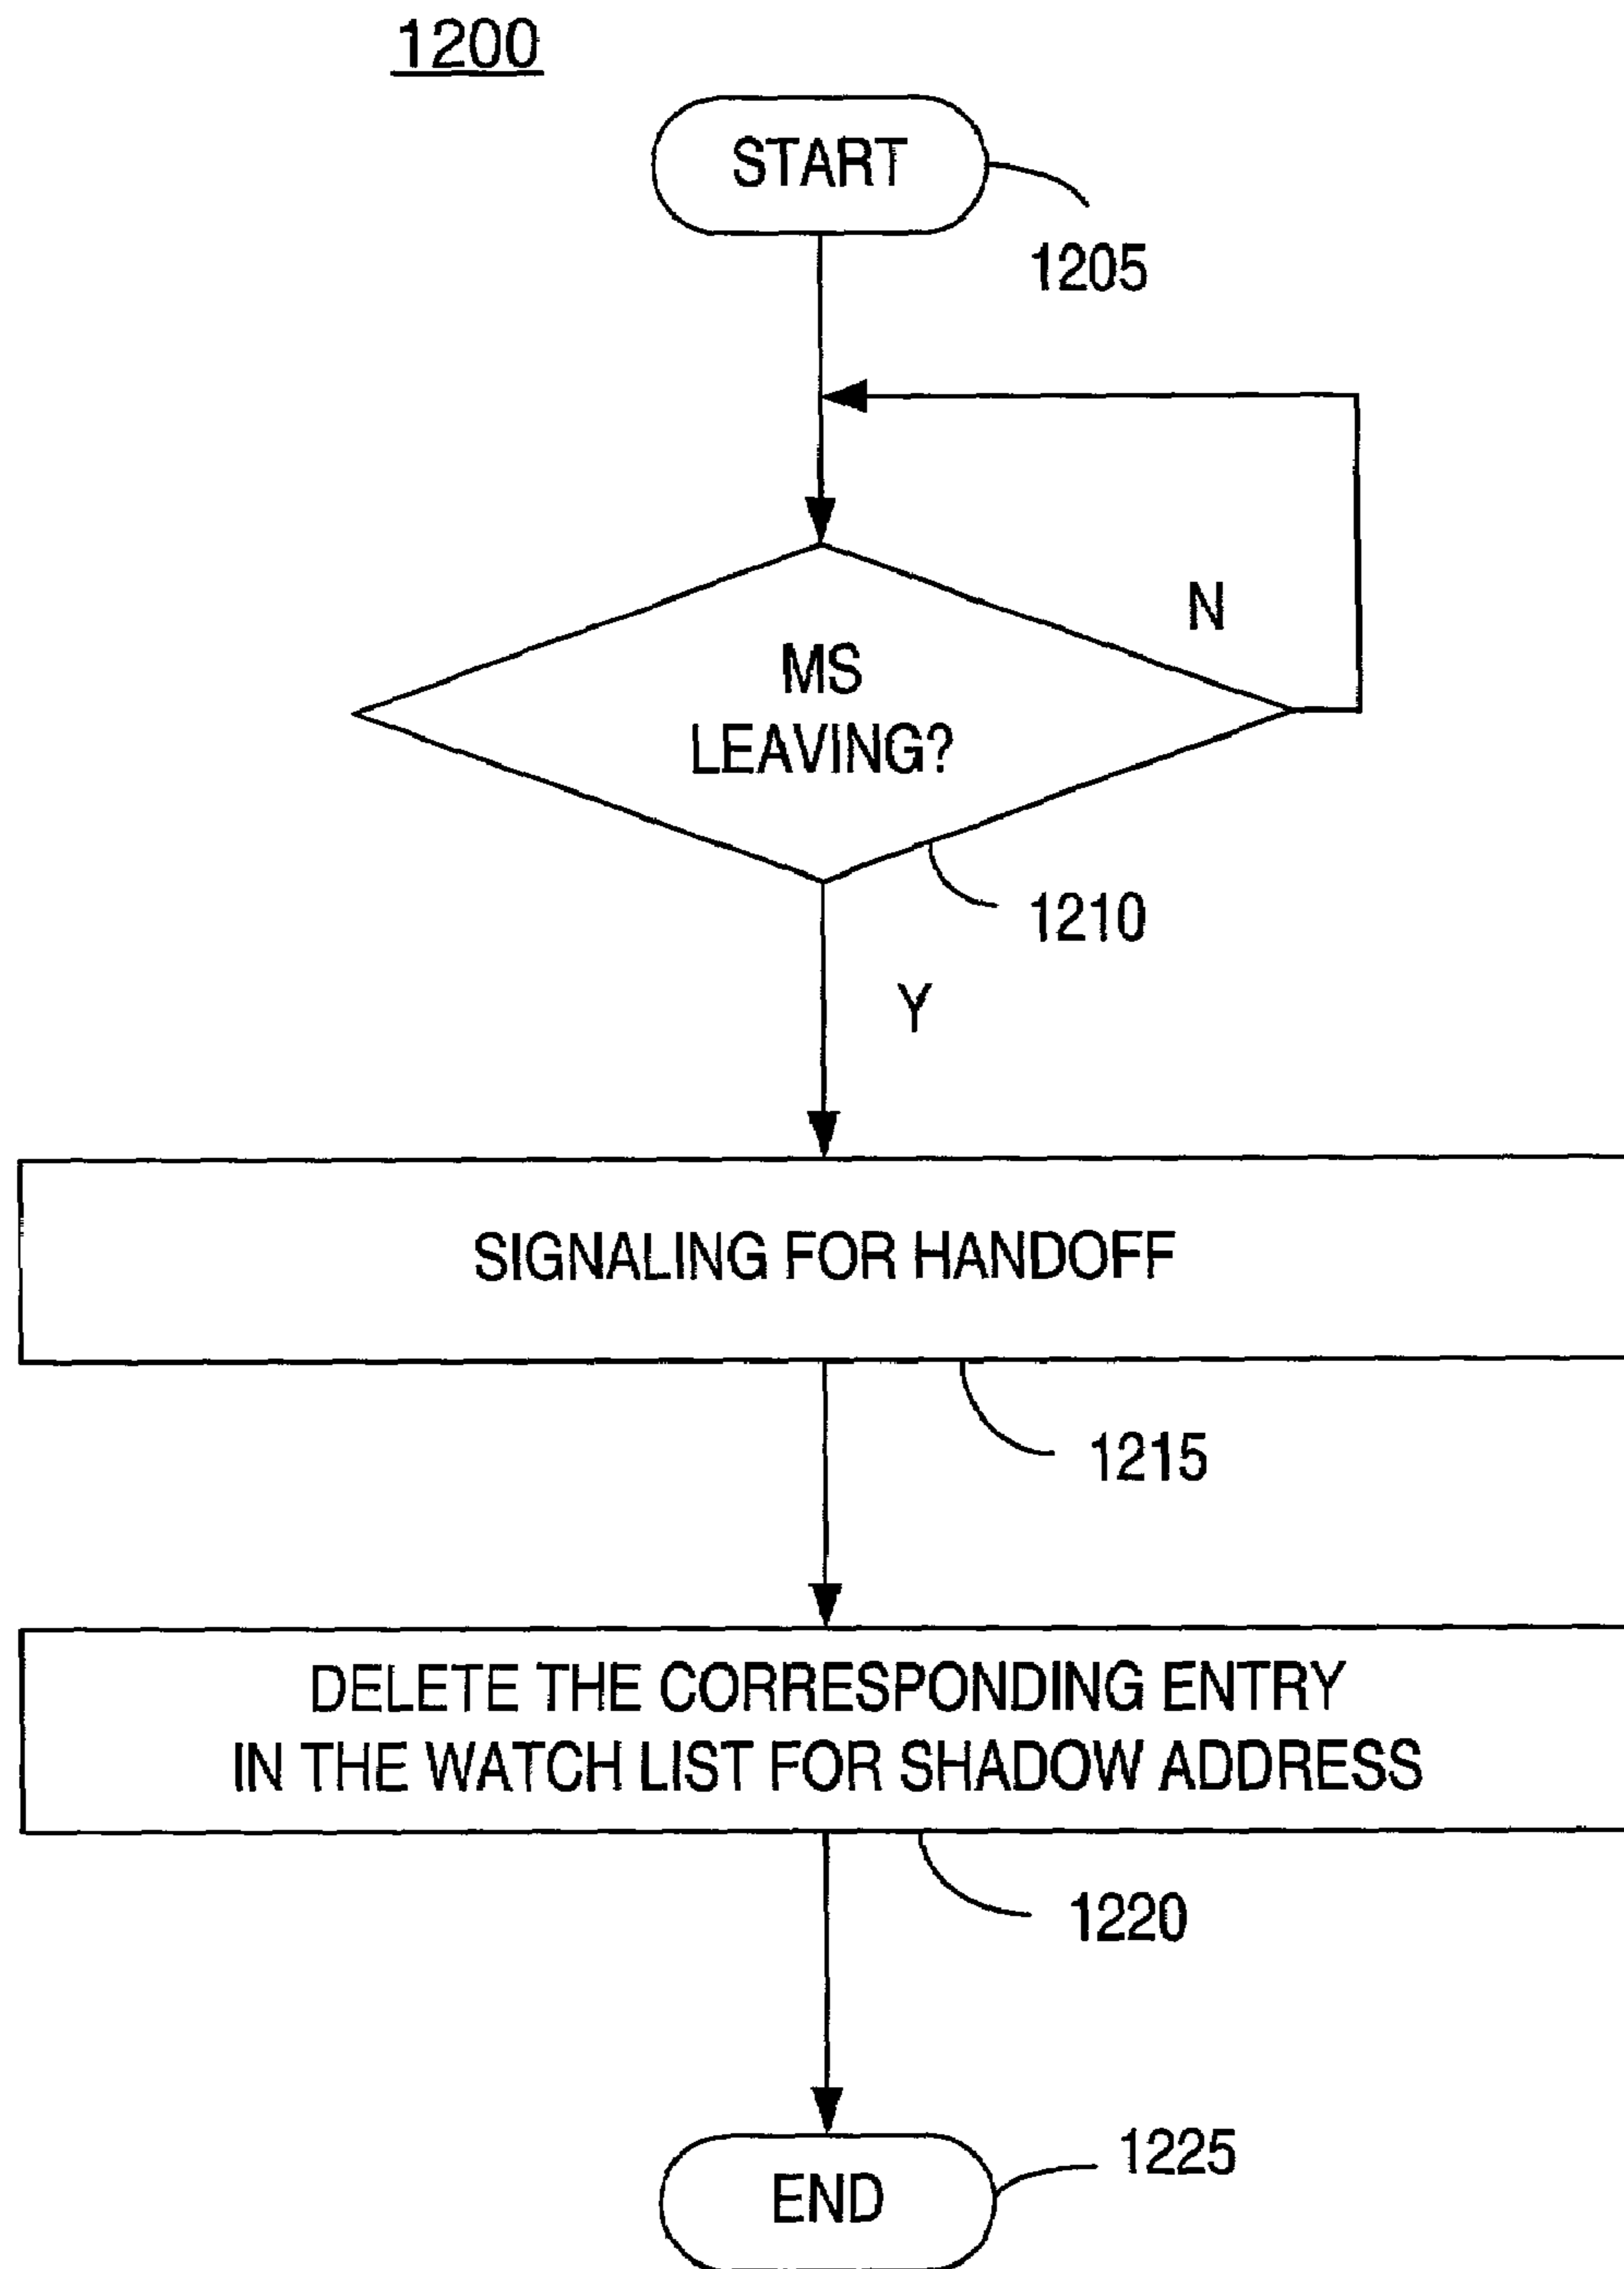 1200
START
1205
N
MS
LEAVING?
1210
Y
SIGNALING FOR HANDOFF
1215
DELETE THE CORRESPONDING ENTRY
IN THE WATCH LIST FOR SHADOW ADDRESS
1220
1225
END